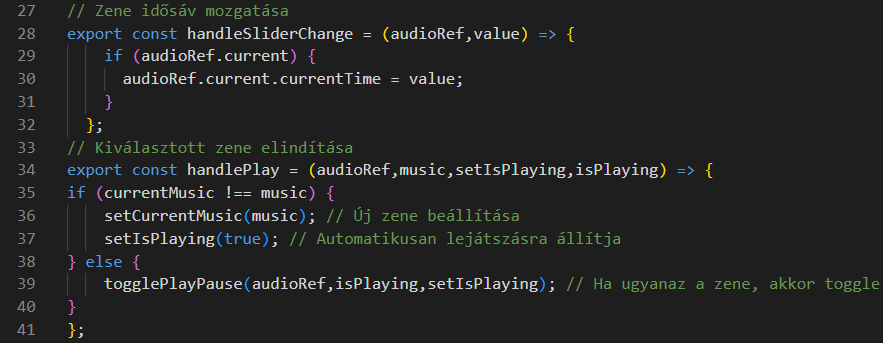 27 // Zene idősáv mozgatása
28 export const handleSliderChange = (audioRef,value) => {
29     if (audioRef.current) {
30       audioRef.current.currentTime = value;
31     }
32   };
33 // Kiválasztott zene elindítása
34 export const handlePlay = (audioRef,music,setIsPlaying,isPlaying) => {
35 if (currentMusic !== music) {
36     setCurrentMusic(music); // Új zene beállítása
37     setIsPlaying(true); // Automatikusan lejátszásra állítja
38 } else {
39     togglePlayPause(audioRef,isPlaying,setIsPlaying); // Ha ugyanaz a zene, akkor toggle
40 }
41 };